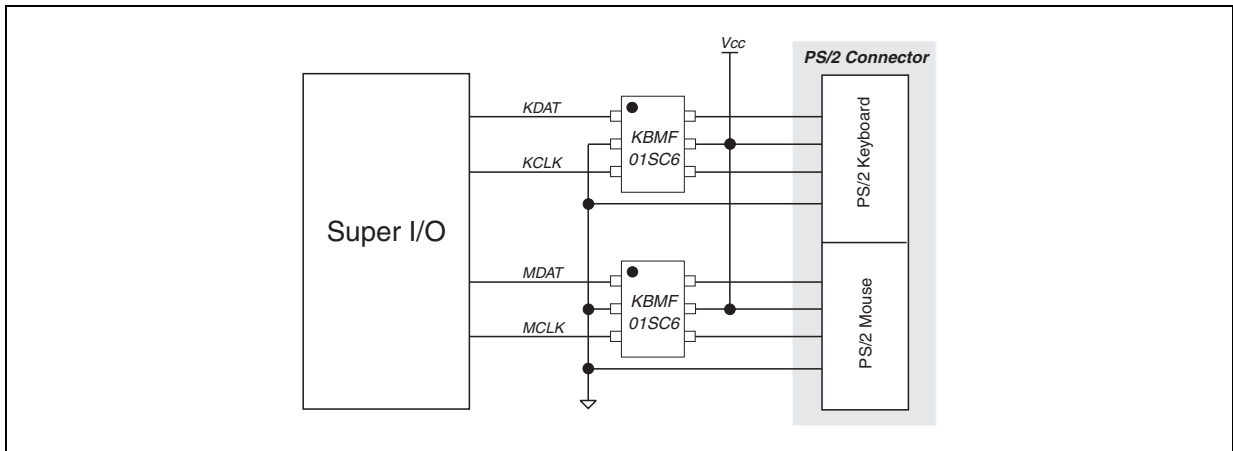 Vcc
PS/2 Connector
KDAT
KBMF
01SC6
KCLK
PS/2 Keyboard
Super I/O
MDAT
KBMF
01SC6
MCLK
PS/2 Mouse